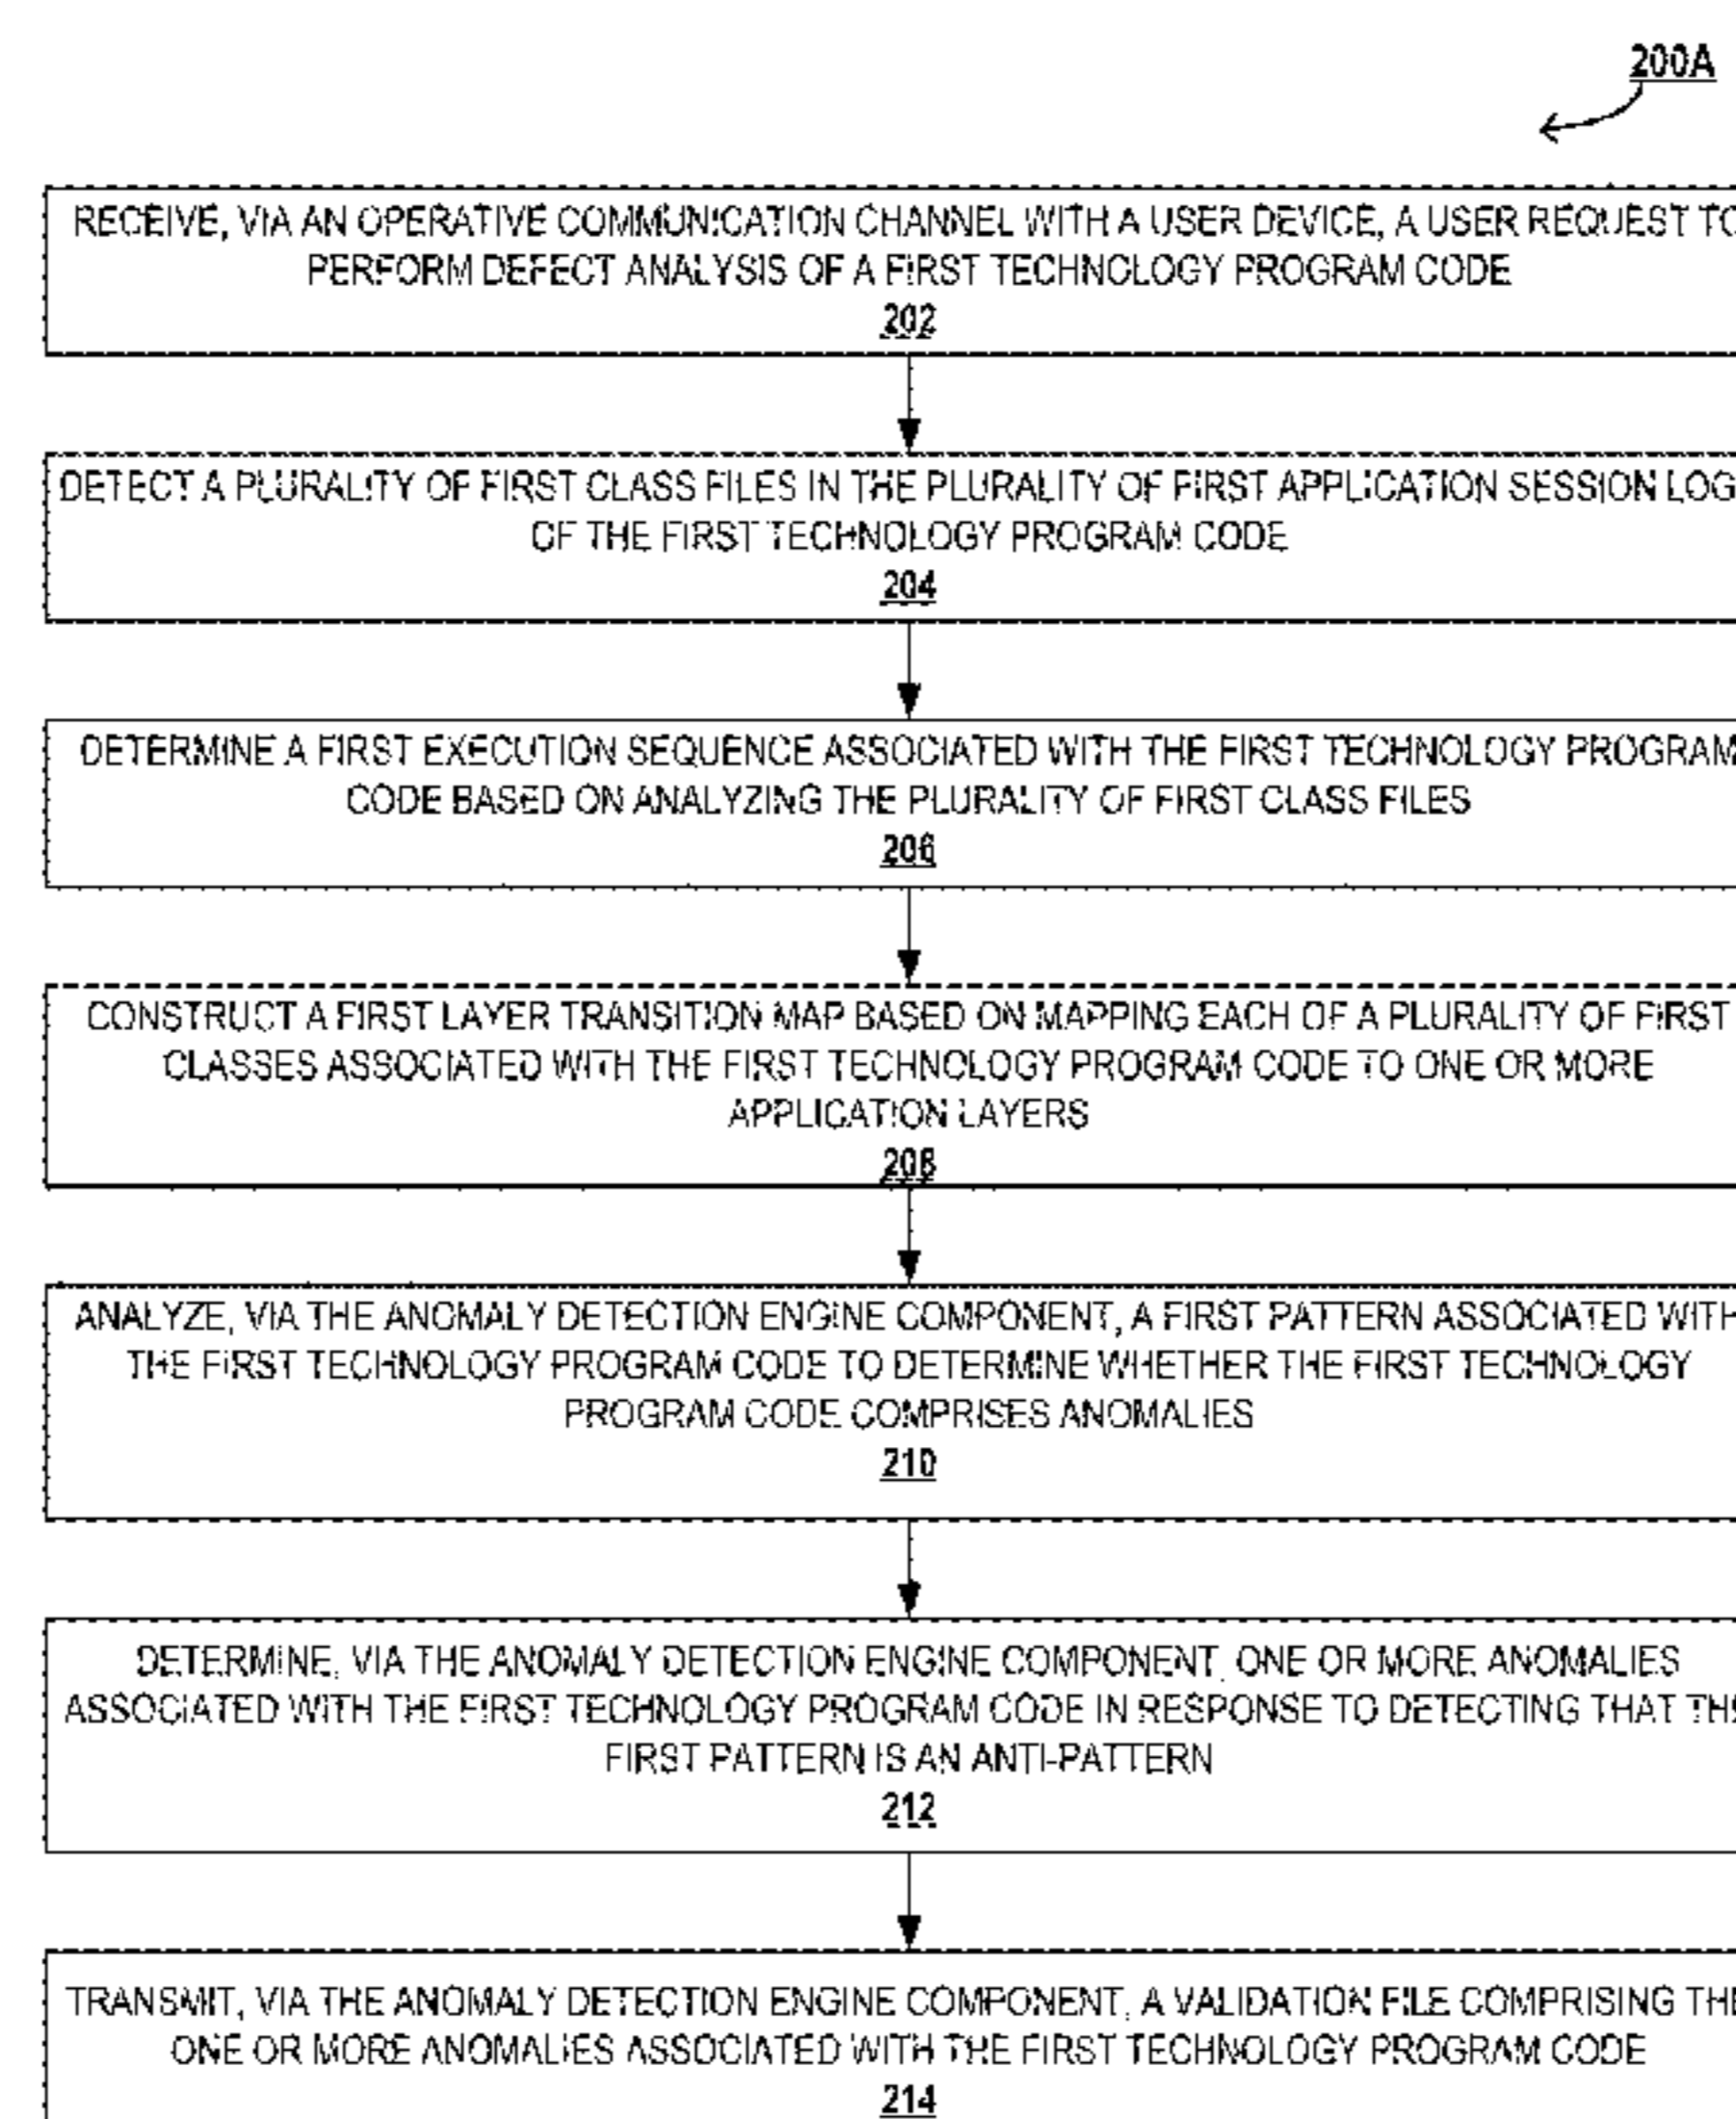 200A
RECEIVE, VIA AN OPERATIVE COMMUNICATION CHANNEL WITH A USER DEVICE, A USER REQUEST TO
PERFORM DEFECT ANALYSIS OF A FIRST TECHNOLOGY PROGRAM CODE
202
DETECT A PLURALITY OF FIRST CLASS FILES IN THE PLURALITY OF FIRST APPLICATION SESSION LOG
OF THE FIRST TECHNOLOGY PROGRAM CODE
204
DETERMINE A FIRST EXECUTION SEQUENCE ASSOCIATED WITH THE FIRST TECHNOLOGY PROGRAM
CODE BASED ON ANALYZING THE PLURALITY OF FIRST CLASS FILES
206
CONSTRUCT A FIRST LAYER TRANSITION MAP BASED ON MAPPING EACH OF A PLURALITY OF FIRST
CLASSES ASSOCIATED WITH THE FIRST TECHNOLOGY PROGRAM CODE TO ONE OR MORE
APPLICATION LAYERS
208
ANALYZE, VIA THE ANOMALY DETECTION ENGINE COMPONENT, A FIRST PATTERN ASSOCIATED WITH
THE FIRST TECHNOLOGY PROGRAM CODE TO DETERMINE WHETHER THE FIRST TECHNOLOGY
PROGRAM CODE COMPRISES ANOMALIES
210
DETERMINE, VIA THE ANOMALY DETECTION ENGINE COMPONENT, ONE OR MORE ANOMALIES
ASSOCIATED WITH THE FIRST TECHNOLOGY PROGRAM CODE IN RESPONSE TO DETECTING THAT THE
FIRST PATTERN IS AN ANTI-PATTERN
212
TRANSMIT, VIA THE ANOMALY DETECTION ENGINE COMPONENT, A VALIDATION FILE COMPRISING THE
ONE OR MORE ANOMALIES ASSOCIATED WITH THE FIRST TECHNOLOGY PROGRAM CODE
214